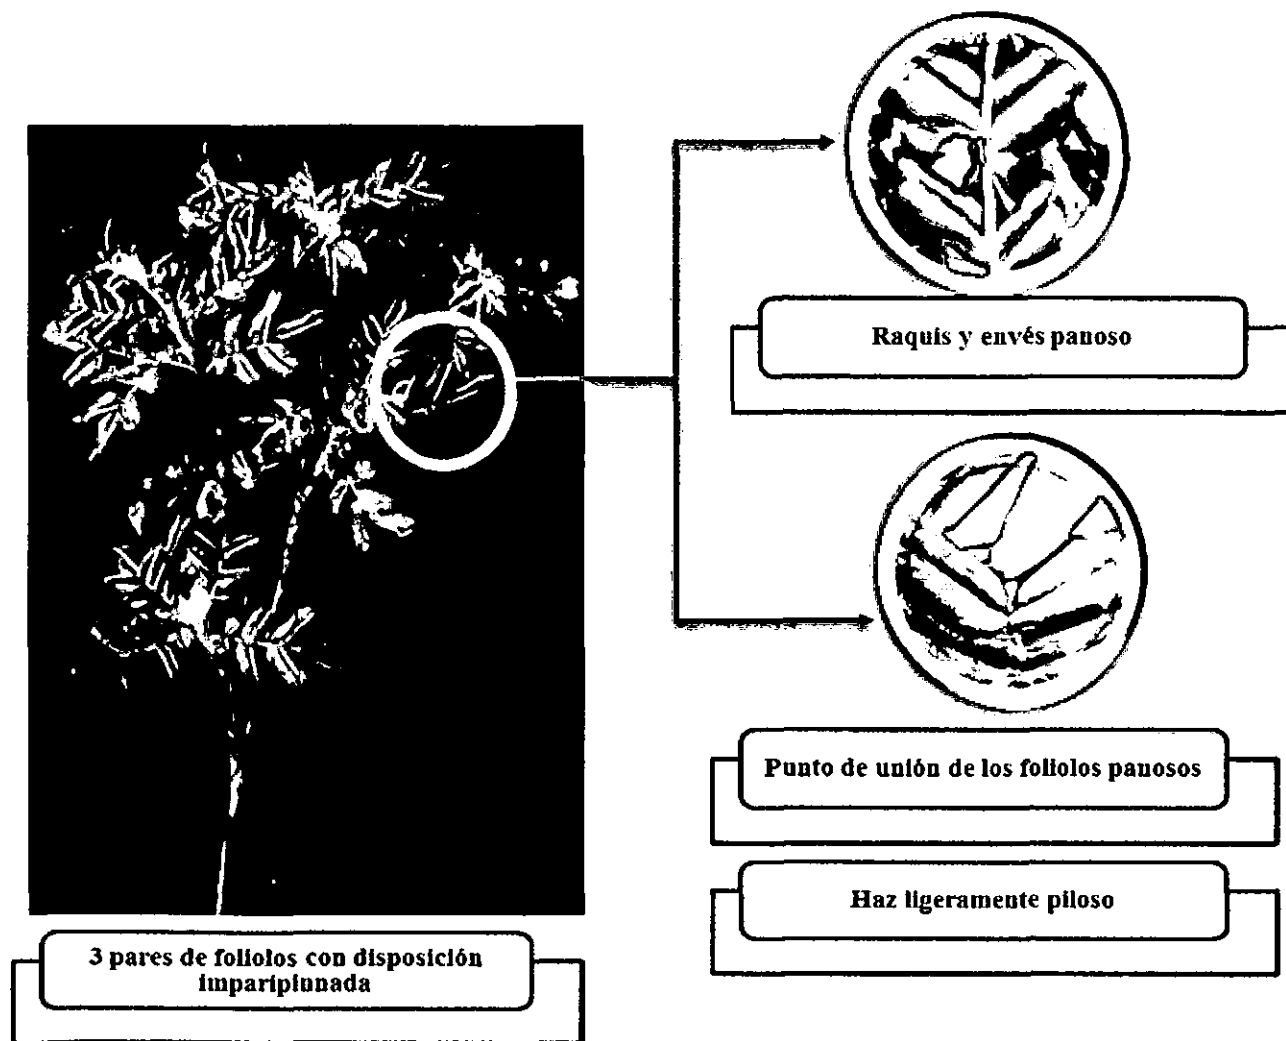 Raquis y envés panoso
Punto de unión de los foliolos panosos
Haz ligeramente piloso
3 pares de foliolos con disposición
imparipinnada